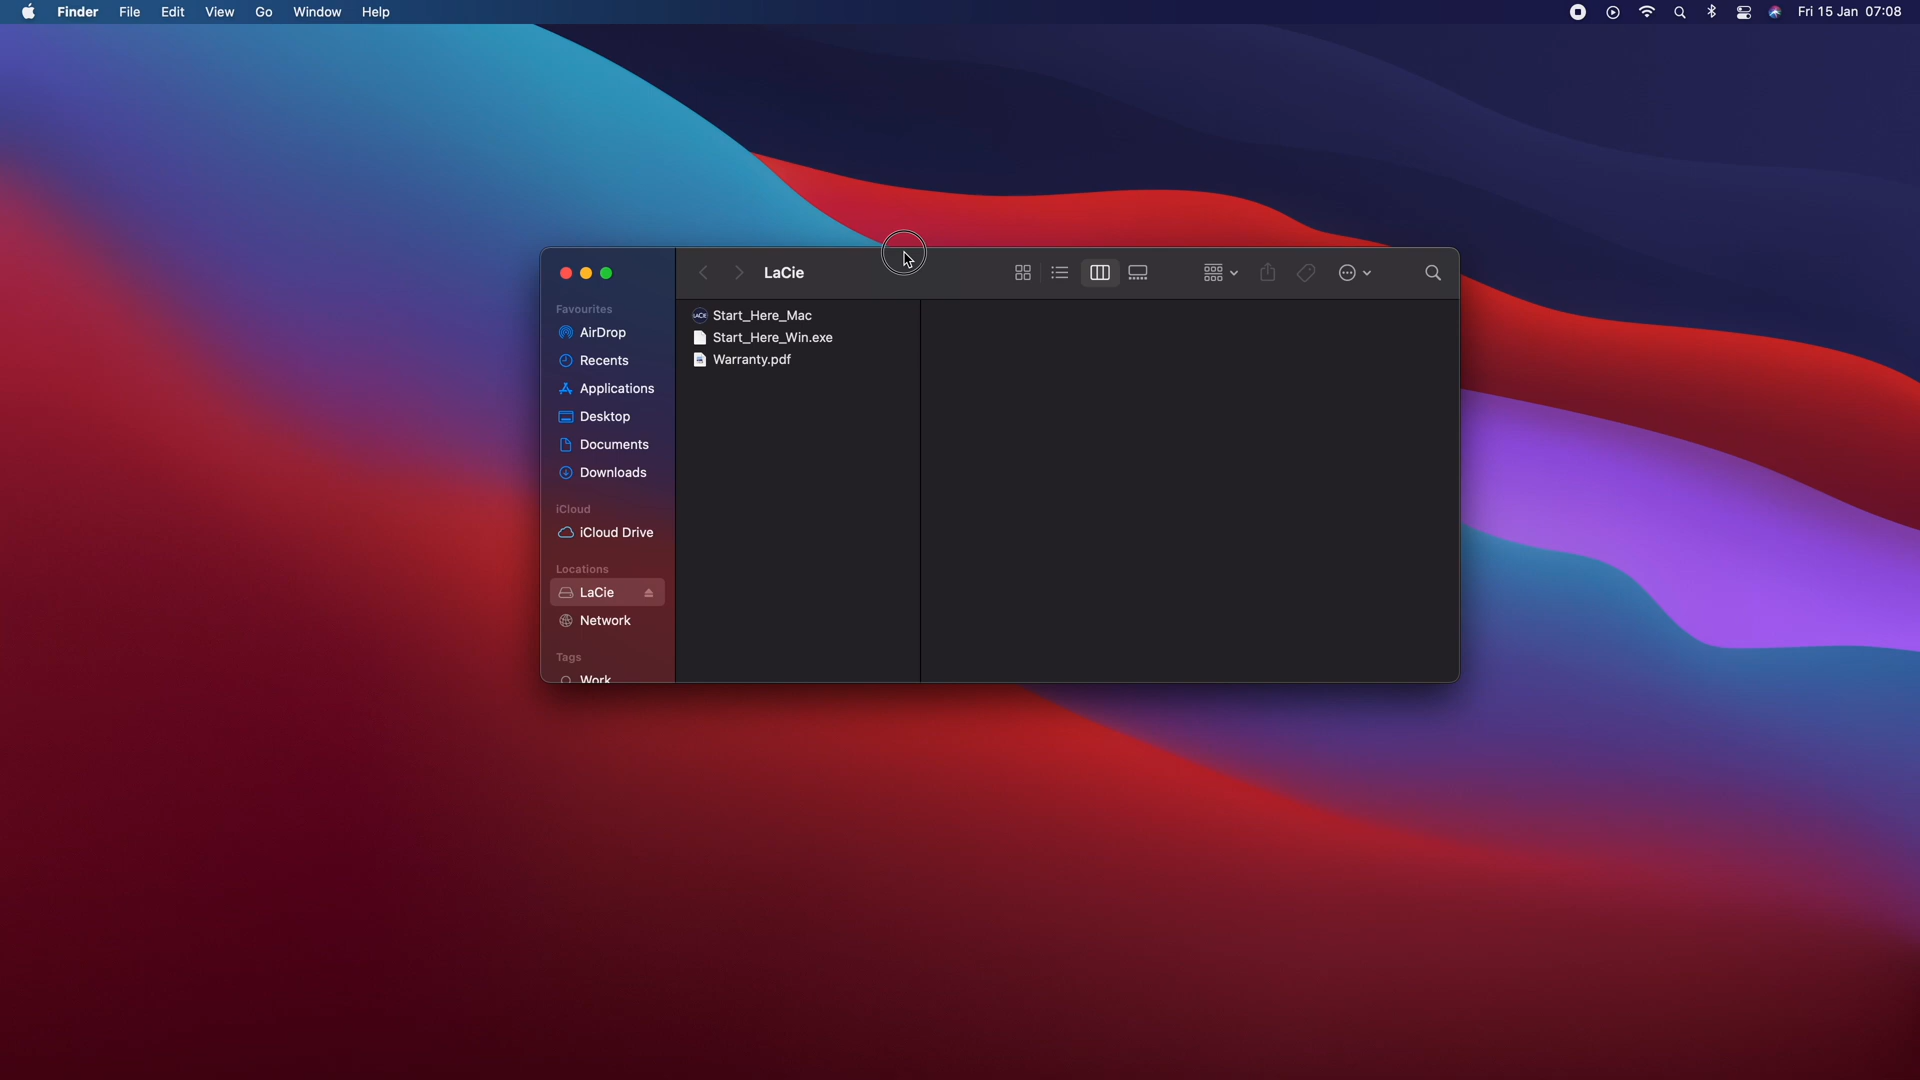 Finder File Edit View Go Window Help Fri 15 Jan 07:08
LaCie
Favourites
AirDrop
Recents
Applications
Desktop
Documents
Downloads
iCloud
iCloud Drive
Locations
LaCie
Network
Tags
Work
Start_Here_Mac
Start_Here_Win.exe
Warranty.pdf